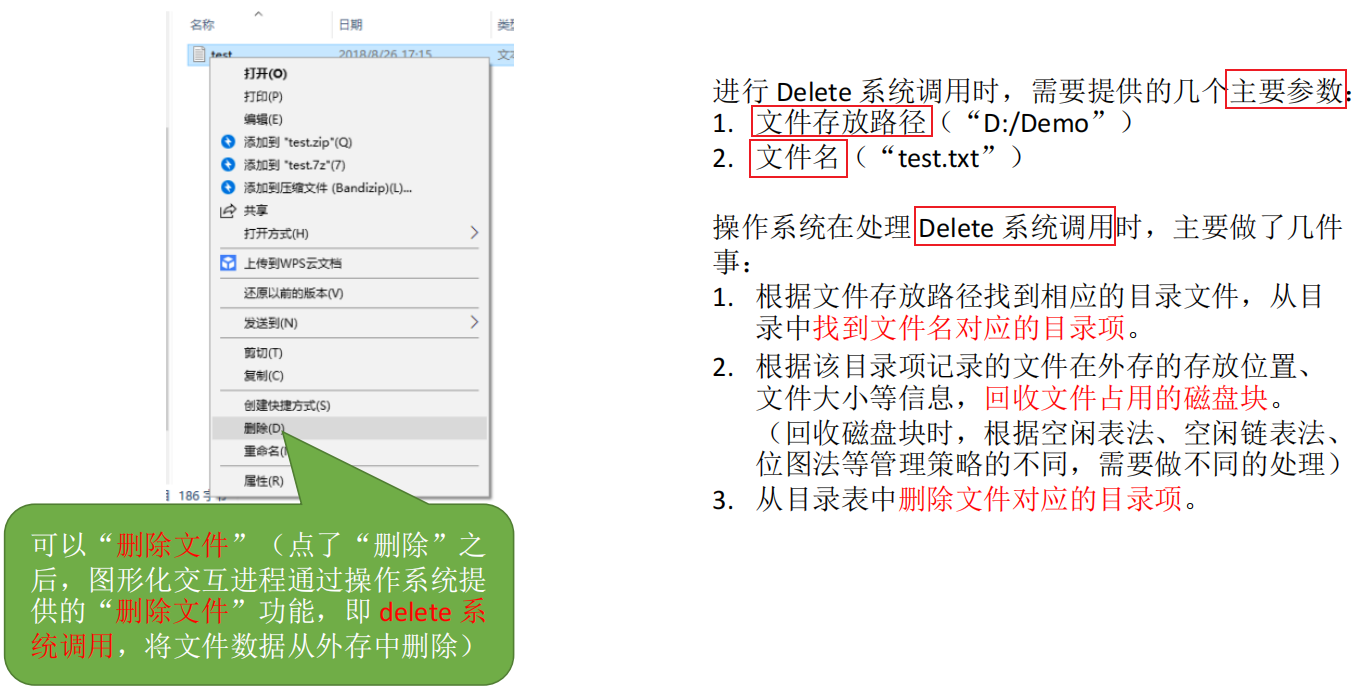 名称
日期
test
2018/8/26 17:15
打开(O)
打印(P)
编辑(E)
添加到 "test.zip"(Q)
添加到 "test.7z"(7)
添加到压缩文件 (Bandizip)(L)...
共享
打开方式(H)
上传到WPS云文档
还原以前的版本(V)
发送到(N)
剪切(T)
复制(C)
创建快捷方式(S)
删除(D)
重命名(
属性(R)
186 字
可以“删除文件”（点了“删除”之
后，图形化交互进程通过操作系统提
供的“删除文件”功能，即 delete 系
统调用，将文件数据从外存中删除）
进行 Delete 系统调用时，需要提供的几个主要参数：
1. 文件存放路径（“D:/Demo”）
2. 文件名（“test.txt”）
操作系统在处理 Delete 系统调用时，主要做了几件
事：
1. 根据文件存放路径找到相应的目录文件，从目
录中找到文件名对应的目录项。
2. 根据该目录项记录的文件在外存的存放位置、
文件大小等信息，回收文件占用的磁盘块。
（回收磁盘块时，根据空闲表法、空闲链表法、
位图法等管理策略的不同，需要做不同的处理）
3. 从目录表中删除文件对应的目录项。